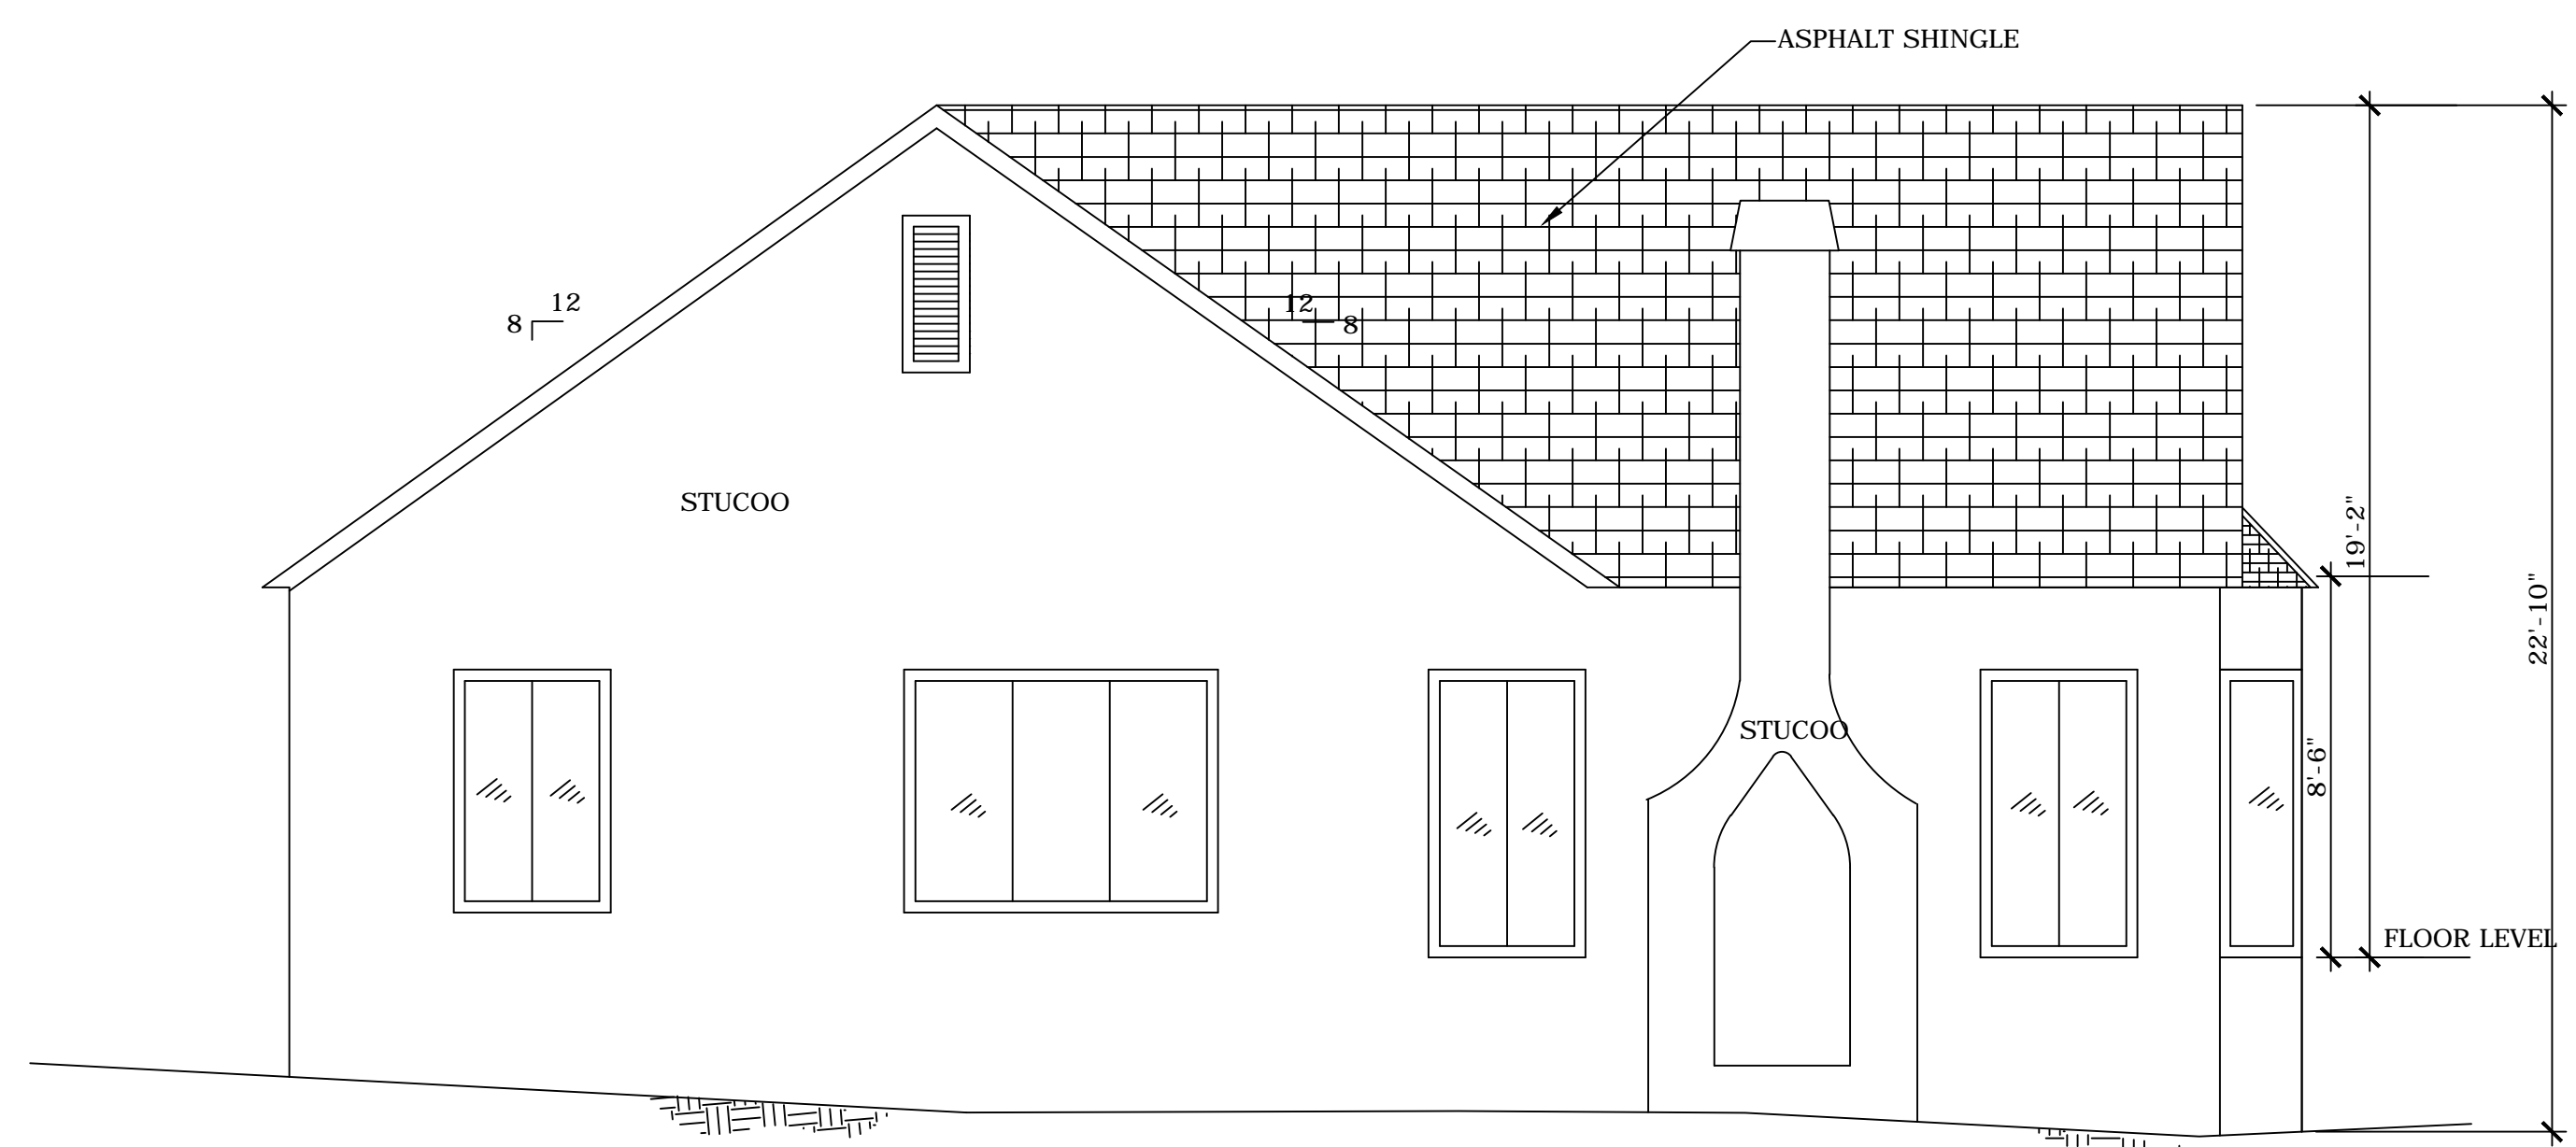 ASPHALT SHINGLE
12
8
12
8
STUCOO
19'-2"
22'-10"
STUCOO
8'-6"
FLOOR LEVEL